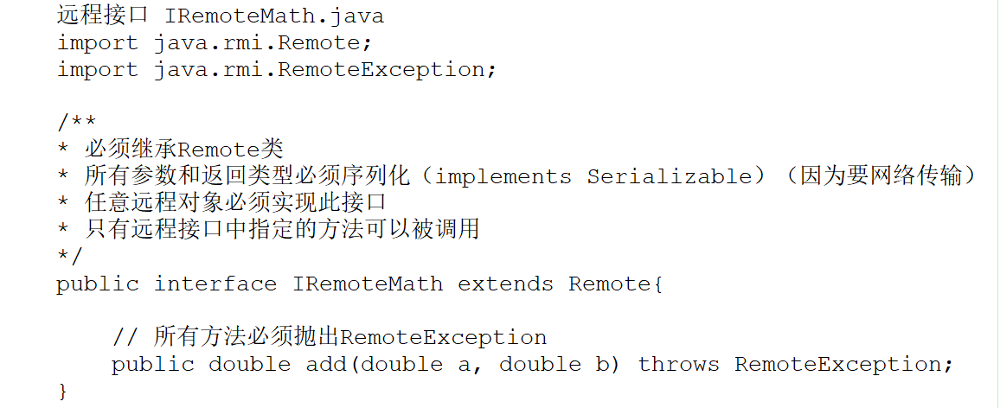 远程接口 IRemoteMath.java
import java.rmi.Remote;
import java.rmi.RemoteException;
/**
* 必须继承Remote类
* 所有参数和返回类型必须序列化（implements Serializable）（因为要网络传输）
* 任意远程对象必须实现此接口
* 只有远程接口中指定的方法可以被调用
*/
public interface IRemoteMath extends Remote{
// 所有方法必须抛出RemoteException
public double add(double a, double b) throws RemoteException;
}